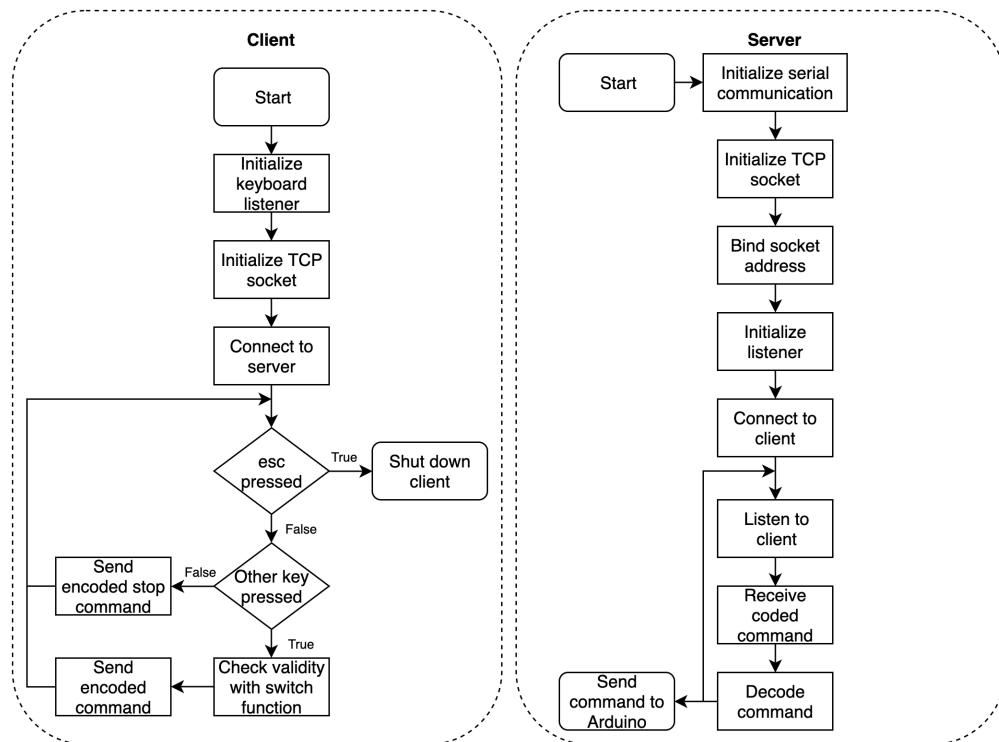 Client
Start
Initialize
keyboard
listener
Initialize TCP
socket
Connect to
server
esc
pressed
True
Shut down
client
False
Other key
pressed
False
Send
encoded stop
command
True
Check validity
with switch
function
Send
encoded
command
Server
Start
Initialize serial
communication
Initialize TCP
socket
Bind socket
address
Initialize
listener
Connect to
client
Listen to
client
Receive
coded
command
Decode
command
Send
command to
Arduino